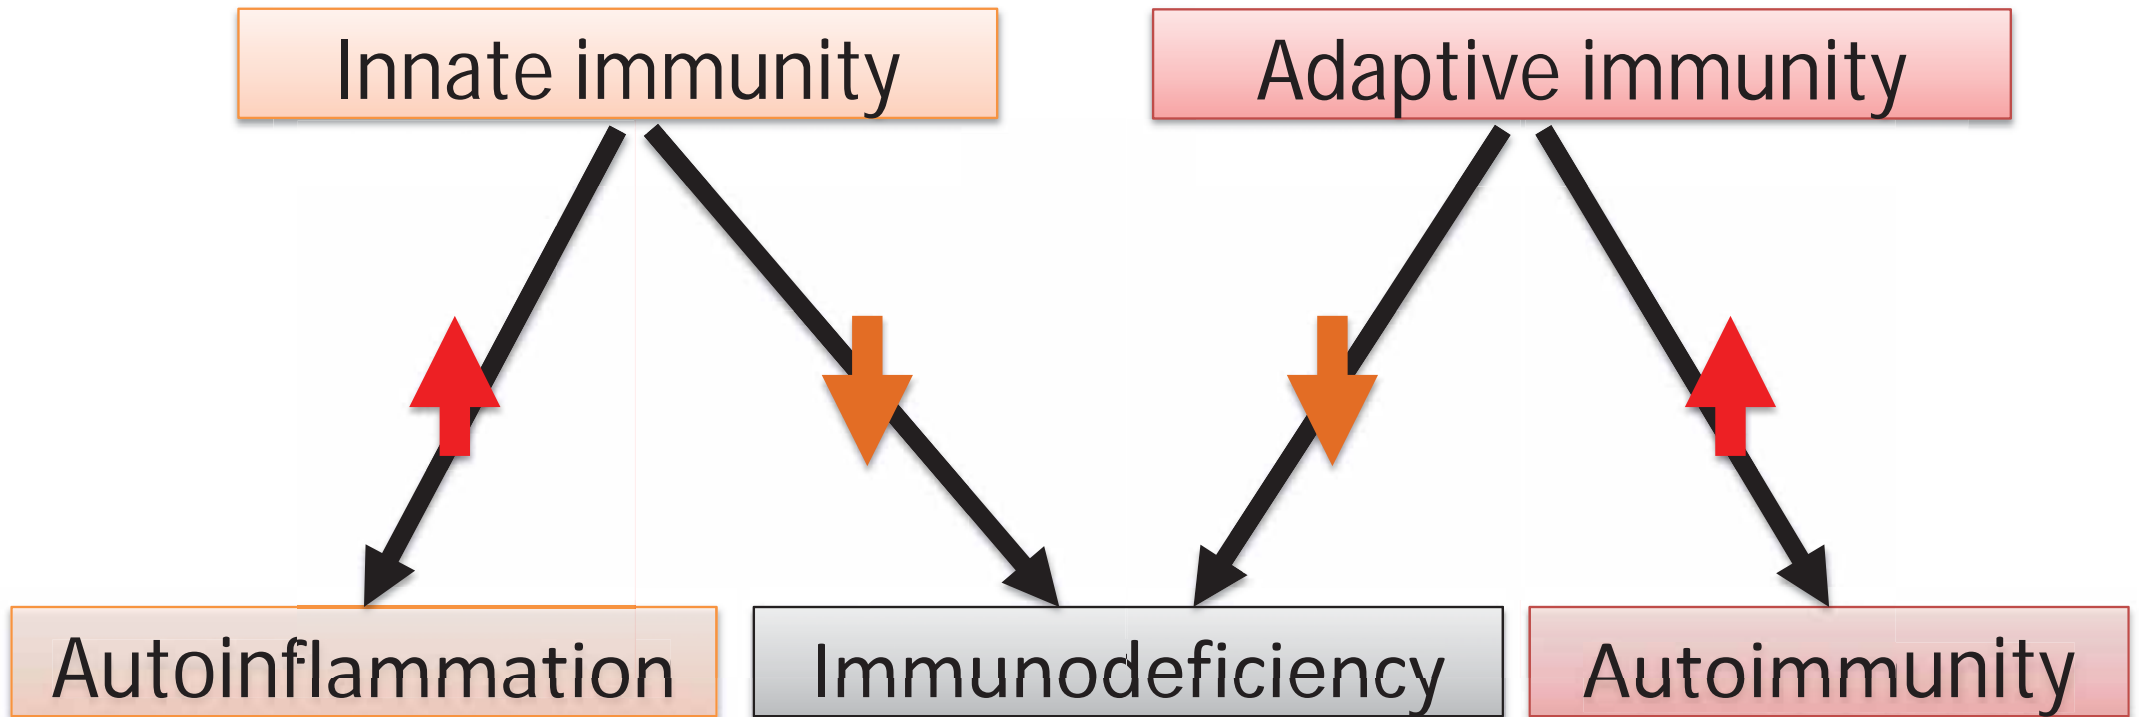 Innate immunity
Adaptive immunity
Autoinflammation
Immunodeficiency
Autoimmunity